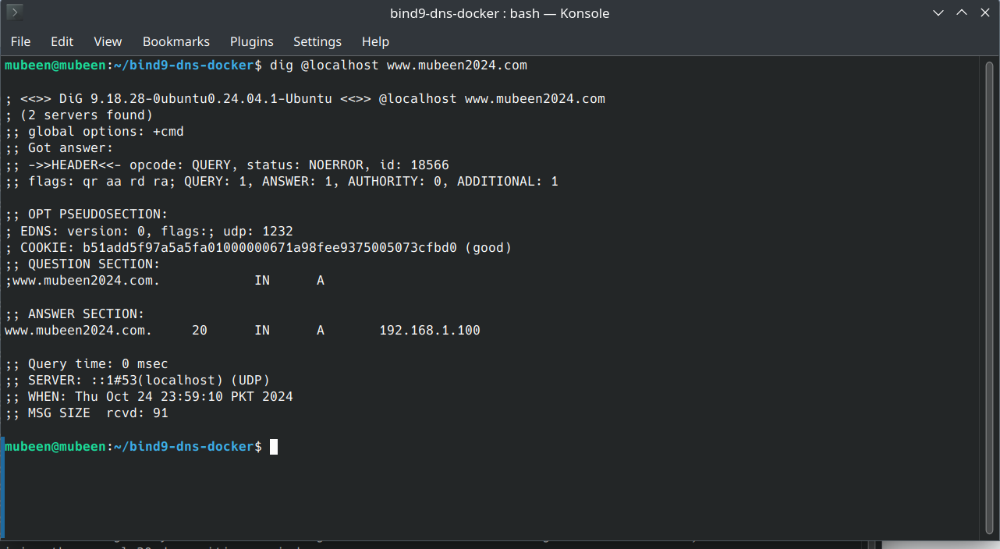 bind9-dns-docker : bash — Konsole
File Edit View Bookmarks Plugins Settings Help
mubeen@mubeen:~/bind9-dns-docker$ dig @localhost www.mubeen2024.com
; <<>> DiG 9.18.28-0ubuntu0.24.04.1-Ubuntu <<>> @localhost www.mubeen2024.com
; (2 servers found)
;; global options: +cmd
;; Got answer:
;; ->>HEADER<<- opcode: QUERY, status: NOERROR, id: 18566
;; flags: qr aa rd ra; QUERY: 1, ANSWER: 1, AUTHORITY: 0, ADDITIONAL: 1
;; OPT PSEUDOSECTION:
; EDNS: version: 0, flags:; udp: 1232
; COOKIE: b51add5f97a5a5fa01000000671a98fee9375005073cfbd0 (good)
;; QUESTION SECTION:
;www.mubeen2024.com. IN A
;; ANSWER SECTION:
www.mubeen2024.com. 20 IN A 192.168.1.100
;; Query time: 0 msec
;; SERVER: ::1#53(localhost) (UDP)
;; WHEN: Thu Oct 24 23:59:10 PKT 2024
;; MSG SIZE rcvd: 91
mubeen@mubeen:~/bind9-dns-docker$